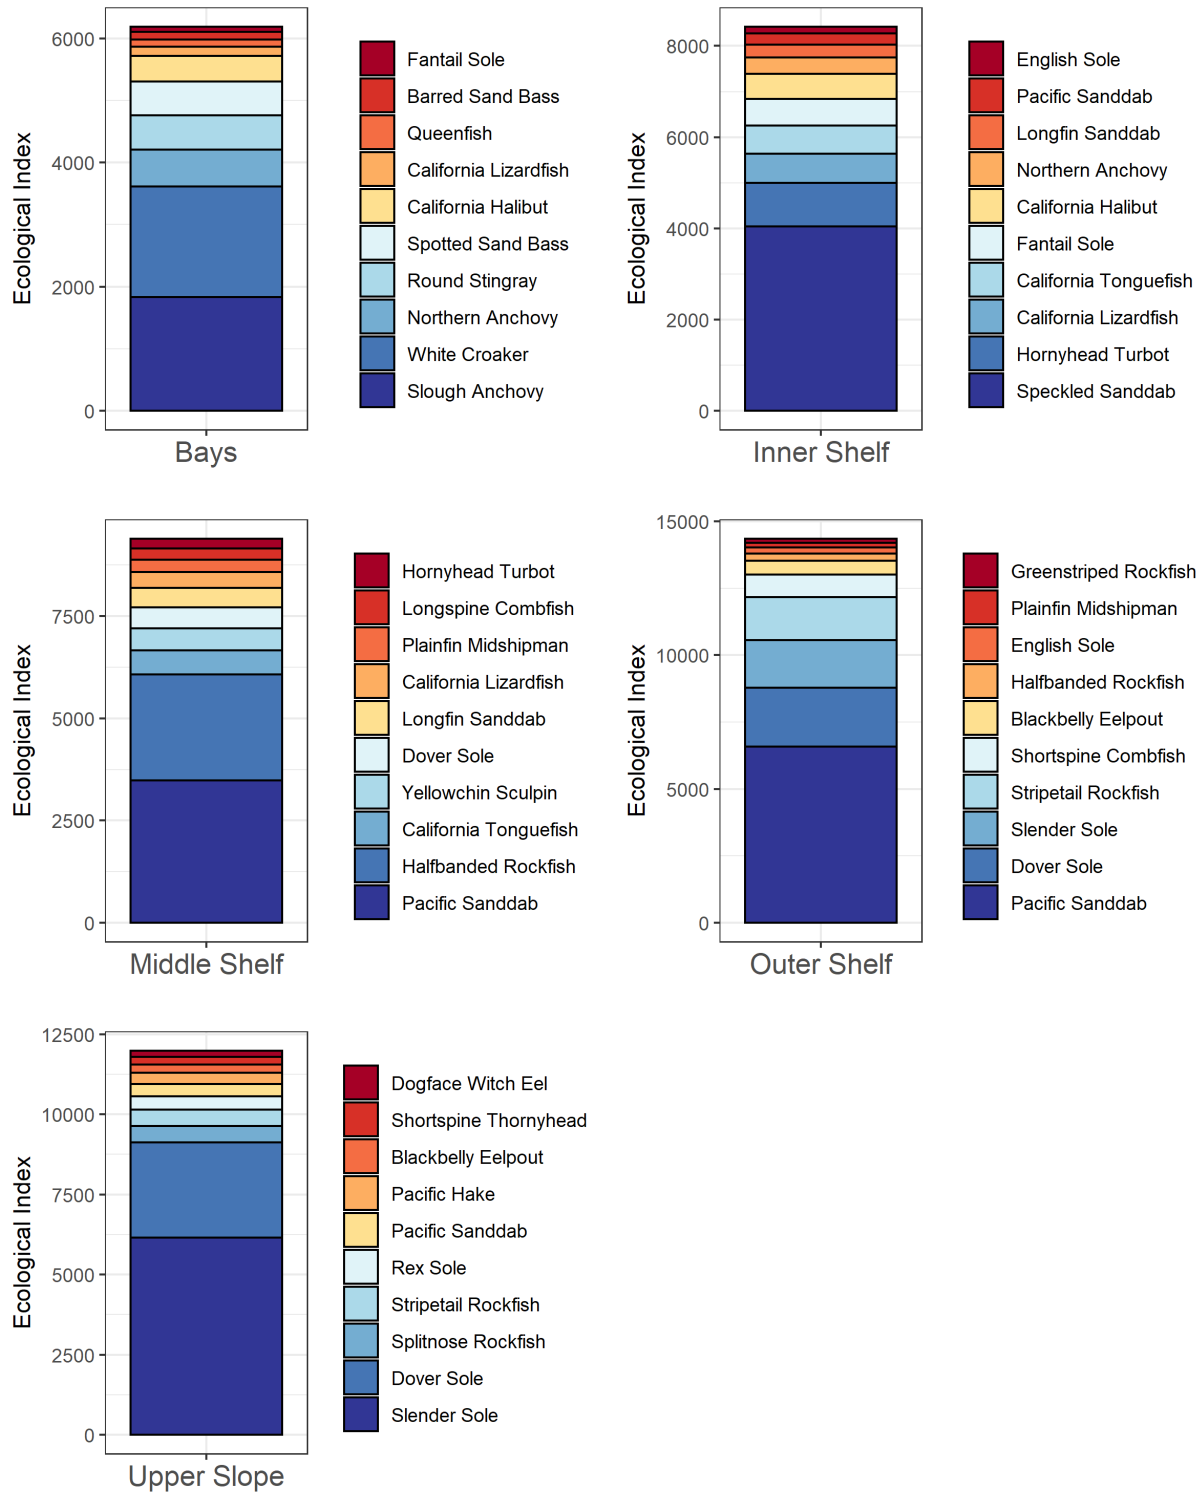 Ecological Index
6000
4000
2000
0
Bays
Fantail Sole
Barred Sand Bass
Queenfish
California Lizardfish
California Halibut
Spotted Sand Bass
Round Stingray
Northern Anchovy
White Croaker
Slough Anchovy
Ecological Index
8000
6000
4000
2000
0
Inner Shelf
English Sole
Pacific Sanddab
Longfin Sanddab
Northern Anchovy
California Halibut
Fantail Sole
California Tonguefish
California Lizardfish
Hornyhead Turbot
Speckled Sanddab
Ecological Index
7500
5000
2500
0
Middle Shelf
Hornyhead Turbot
Longspine Combfish
Plainfin Midshipman
California Lizardfish
Longfin Sanddab
Dover Sole
Yellowchin Sculpin
California Tonguefish
Halfbanded Rockfish
Pacific Sanddab
Ecological Index
15000
10000
5000
0
Outer Shelf
Greenstriped Rockfish
Plainfin Midshipman
English Sole
Halfbanded Rockfish
Blackbelly Eelpout
Shortspine Combfish
Stripetail Rockfish
Slender Sole
Dover Sole
Pacific Sanddab
Ecological Index
12500
10000
7500
5000
2500
0
Upper Slope
Dogface Witch Eel
Shortspine Thornyhead
Blackbelly Eelpout
Pacific Hake
Pacific Sanddab
Rex Sole
Stripetail Rockfish
Splitnose Rockfish
Dover Sole
Slender Sole